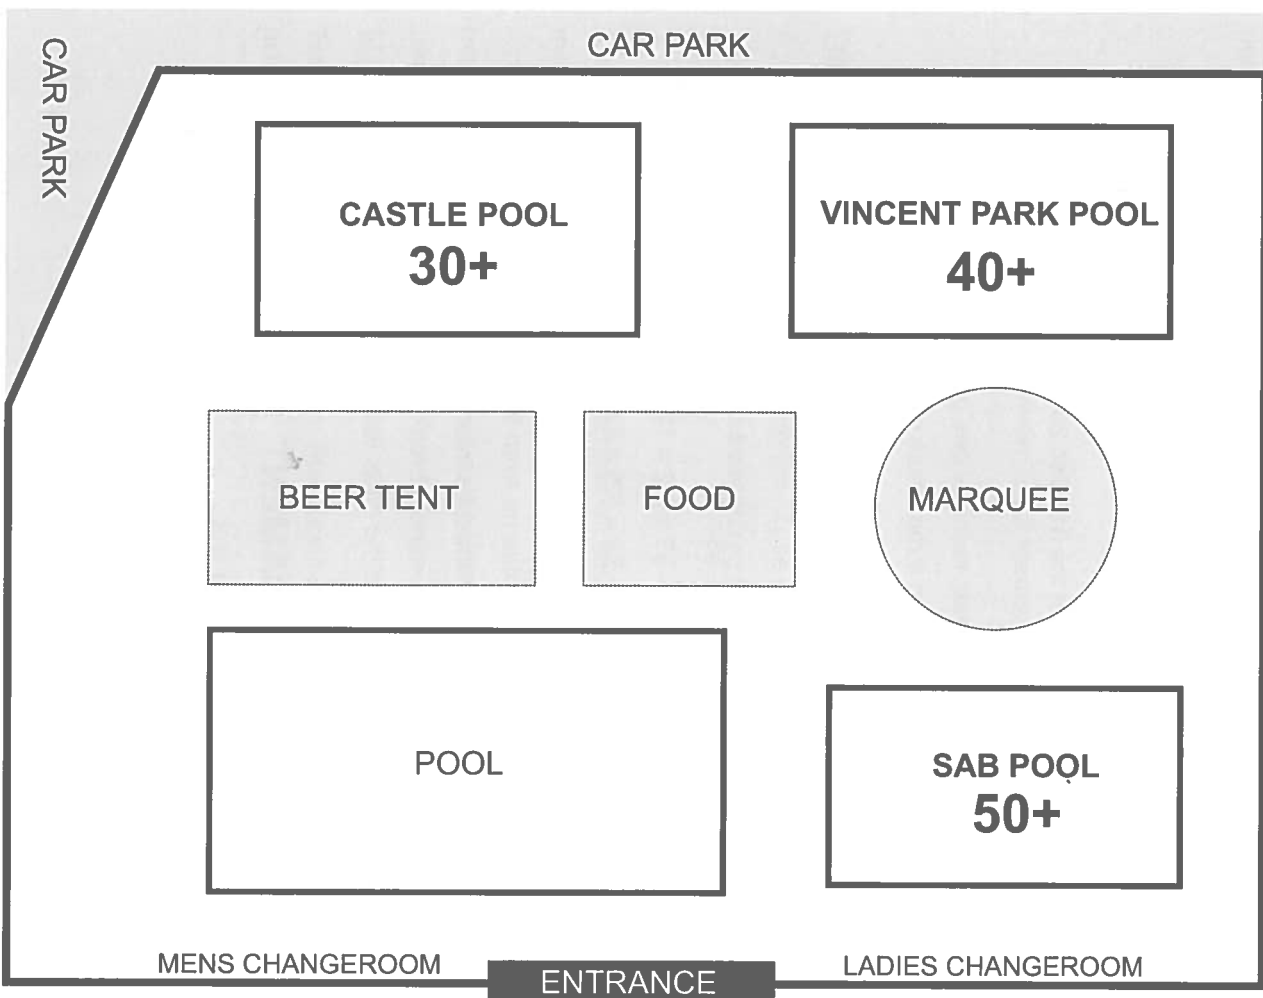 CAR PARK
CAR PARK
CASTLE POOL
30+
VINCENT PARK POOL
40+
BEER TENT
FOOD
MARQUEE
POOL
SAB POOL
50+
MENS CHANGEROOM
ENTRANCE
LADIES CHANGEROOM